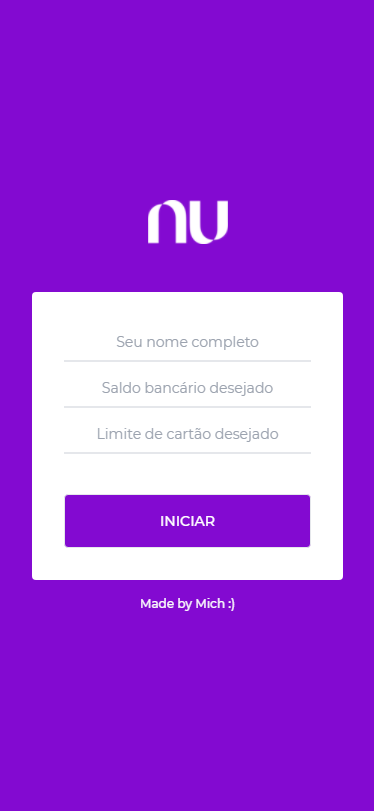 nu
Seu nome completo
Saldo bancário desejado
Limite de cartão desejado
INICIAR
Made by Mich :)